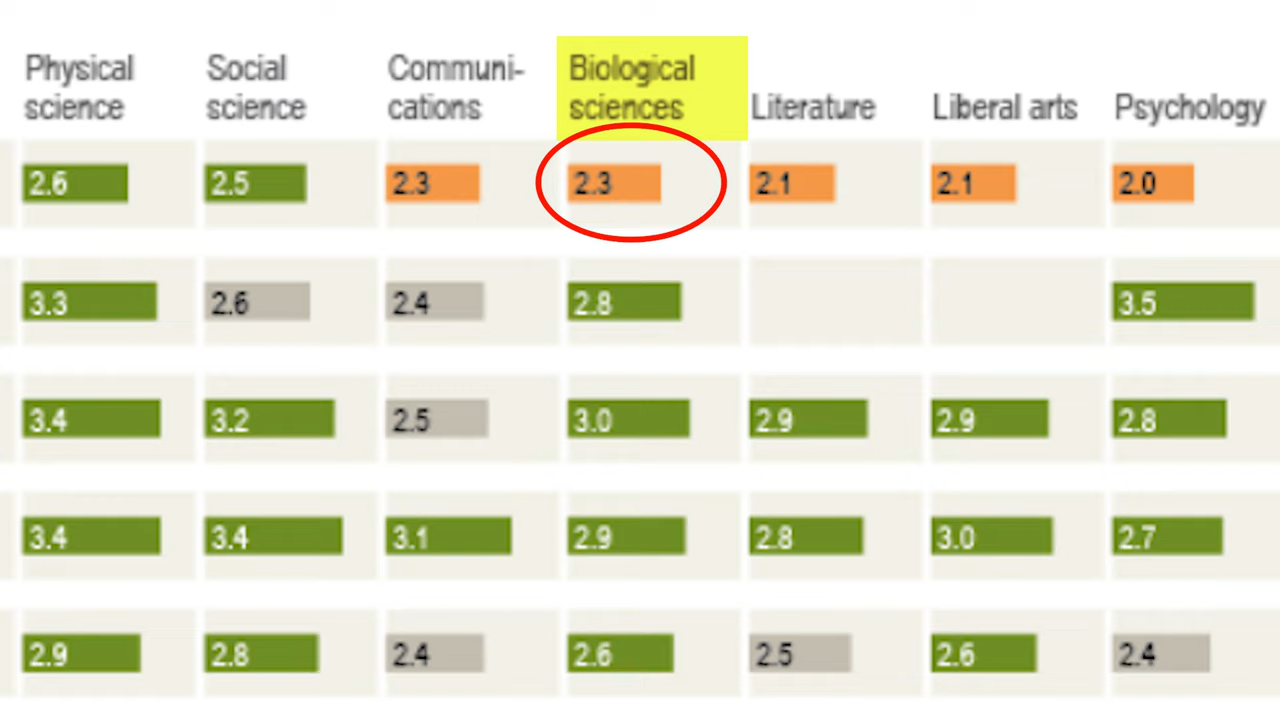 Physical science
Social science
Communi-cations
Biological sciences
Literature
Liberal arts
Psychology
2.6 2.5 2.3 2.3 2.1 2.1 2.0
3.3 2.6 2.4 2.8 3.5
3.4 3.2 2.5 3.0 2.9 2.9 2.8
3.4 3.4 3.1 2.9 2.8 3.0 2.7
2.9 2.8 2.4 2.6 2.5 2.6 2.4